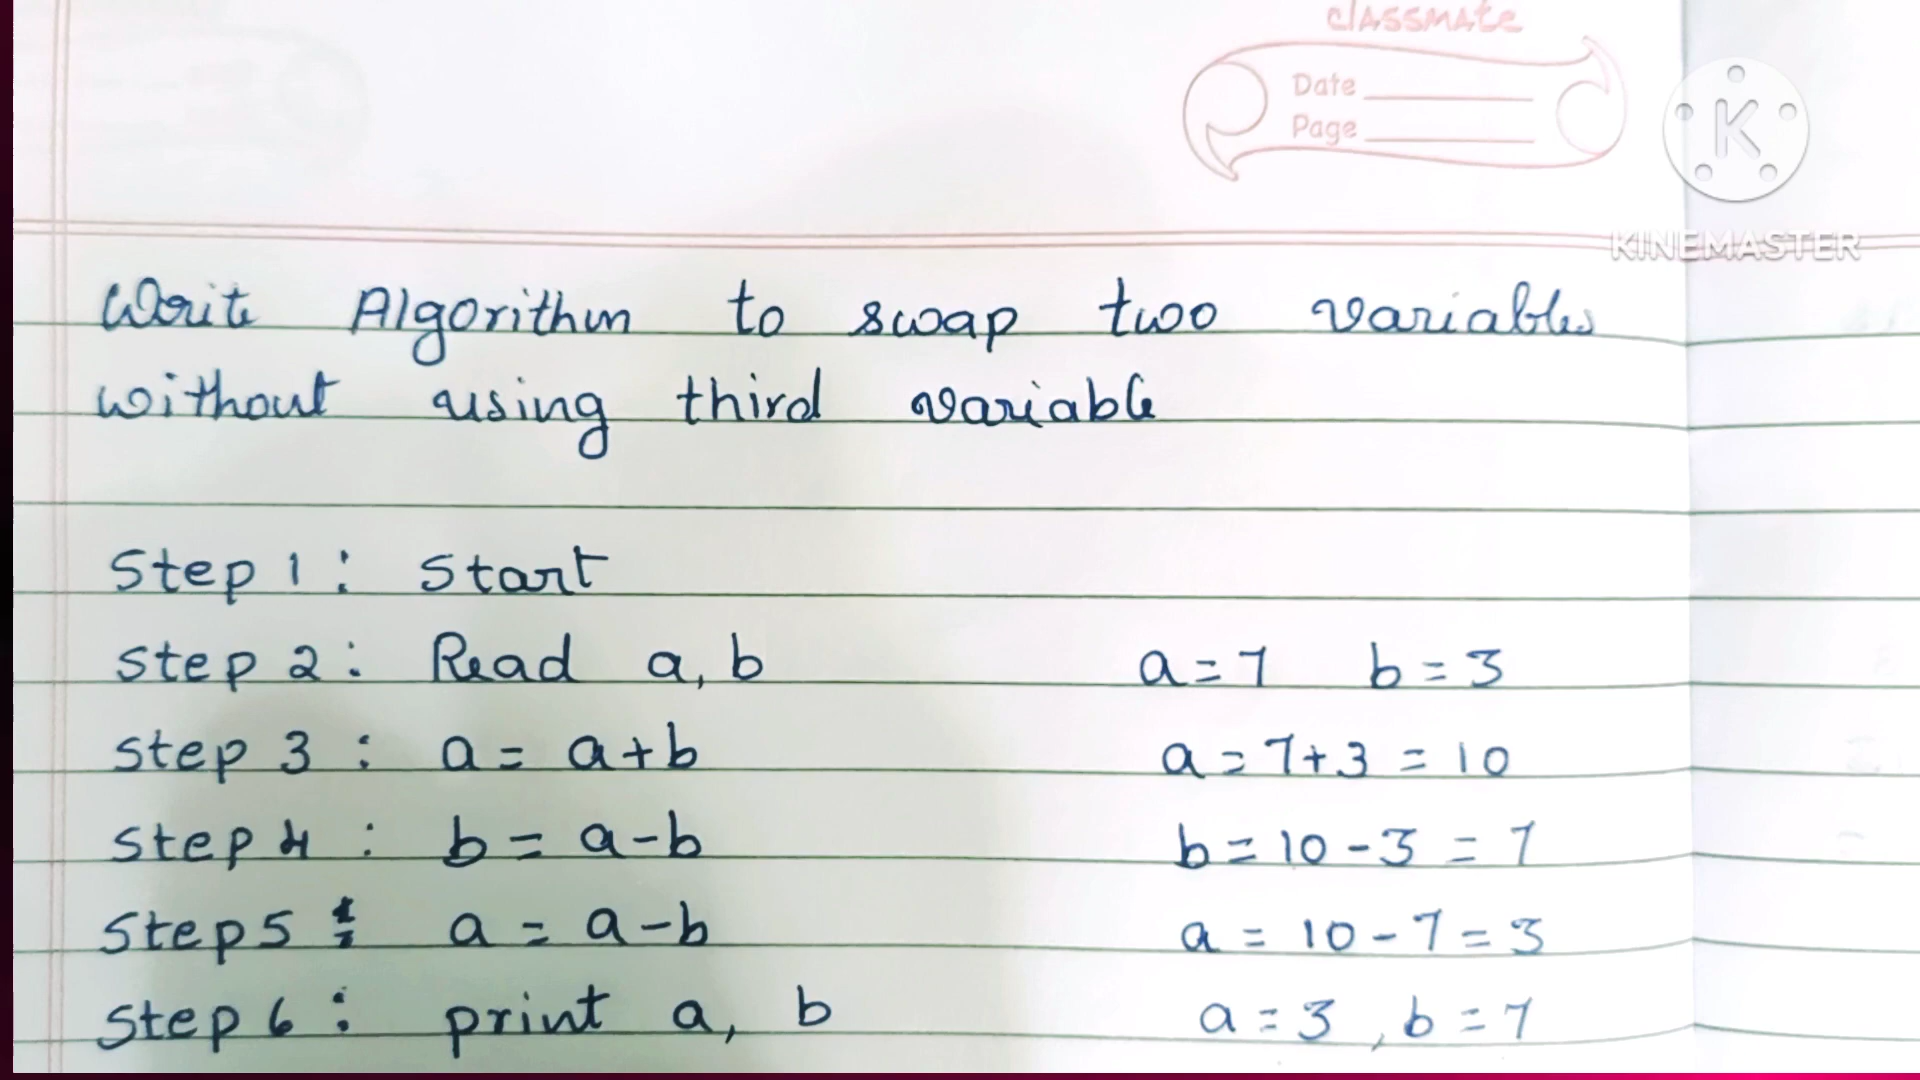 classmate
Date
Page
K
KINEMASTER
Write Algorithm to swap two variables
without using third variable
Step 1 : Start
Step 2 : Read a, b a = 7 b = 3
Step 3 : a = a + b a = 7 + 3 = 10
Step 4 : b = a - b b = 10 - 3 = 7
Step 5 : a = a - b a = 10 - 7 = 3
Step 6 : print a, b a = 3 , b = 7